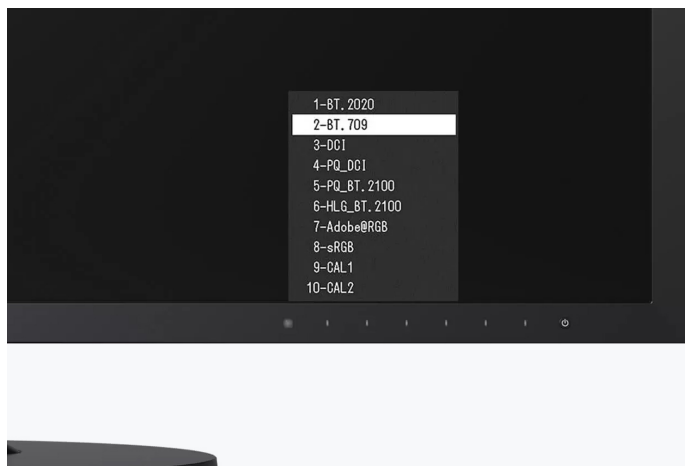 1-BT.2020
2-BT.709
3-DCI
4-PQ_DCI
5-PQ_BT.2100
6-HLG_BT.2100
7-Adobe@RGB
8-sRGB
9-CAL1
10-CAL2